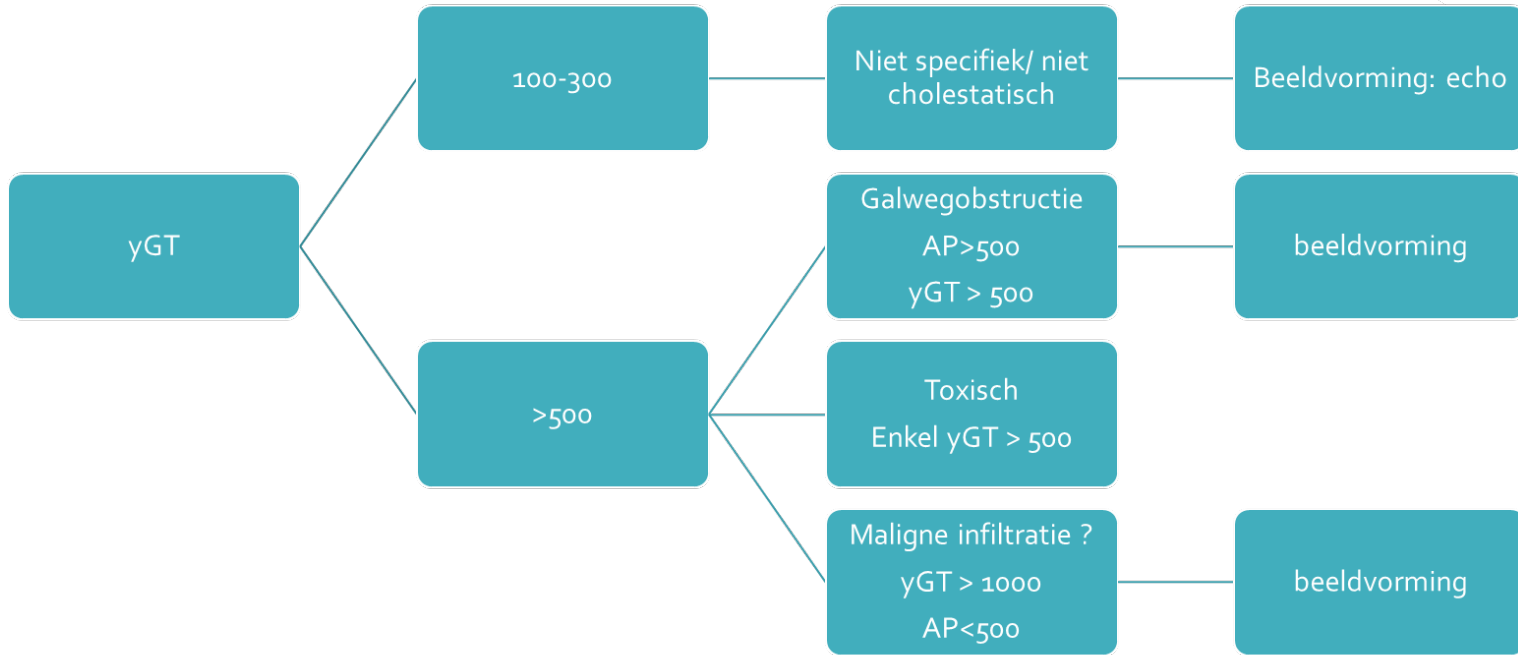 yGT
100-300
Niet specifiek/ niet
cholestatisch
Beeldvorming: echo
>500
Galwegobstructie
AP>500
yGT > 500
beeldvorming
Toxisch
Enkel yGT > 500
Maligne infiltratie ?
yGT > 1000
AP<500
beeldvorming